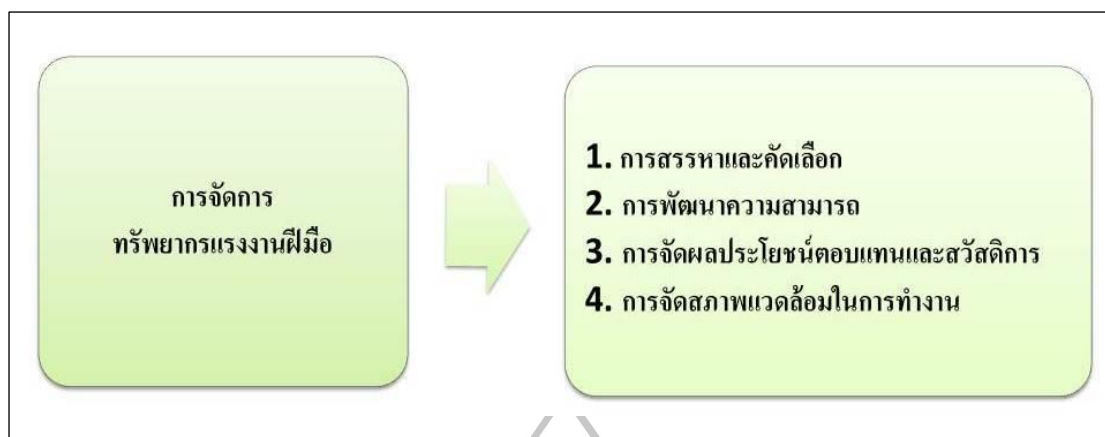 การจัดการ
ทรัพยากรแรงงานฝีมือ
1. การสรรหาและคัดเลือก
2. การพัฒนาความสามารถ
3. การจัดผลประโยชน์ตอบแทนและสวัสดิการ
4. การจัดสภาพแวดล้อมในการทำงาน